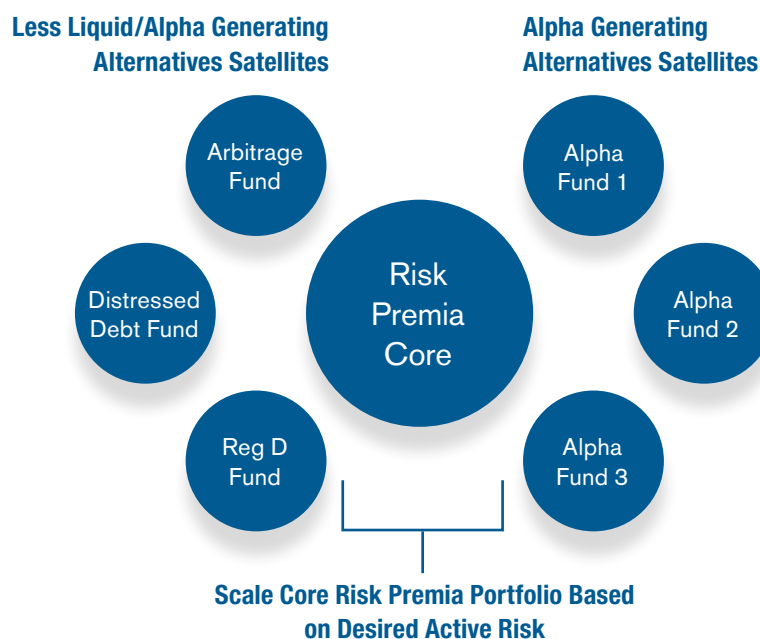 Less Liquid/Alpha Generating
Alternatives Satellites
Alpha Generating
Alternatives Satellites
Arbitrage
Fund
Alpha
Fund 1
Distressed
Debt Fund
Risk
Premia
Core
Alpha
Fund 2
Reg D
Fund
Alpha
Fund 3
Scale Core Risk Premia Portfolio Based
on Desired Active Risk